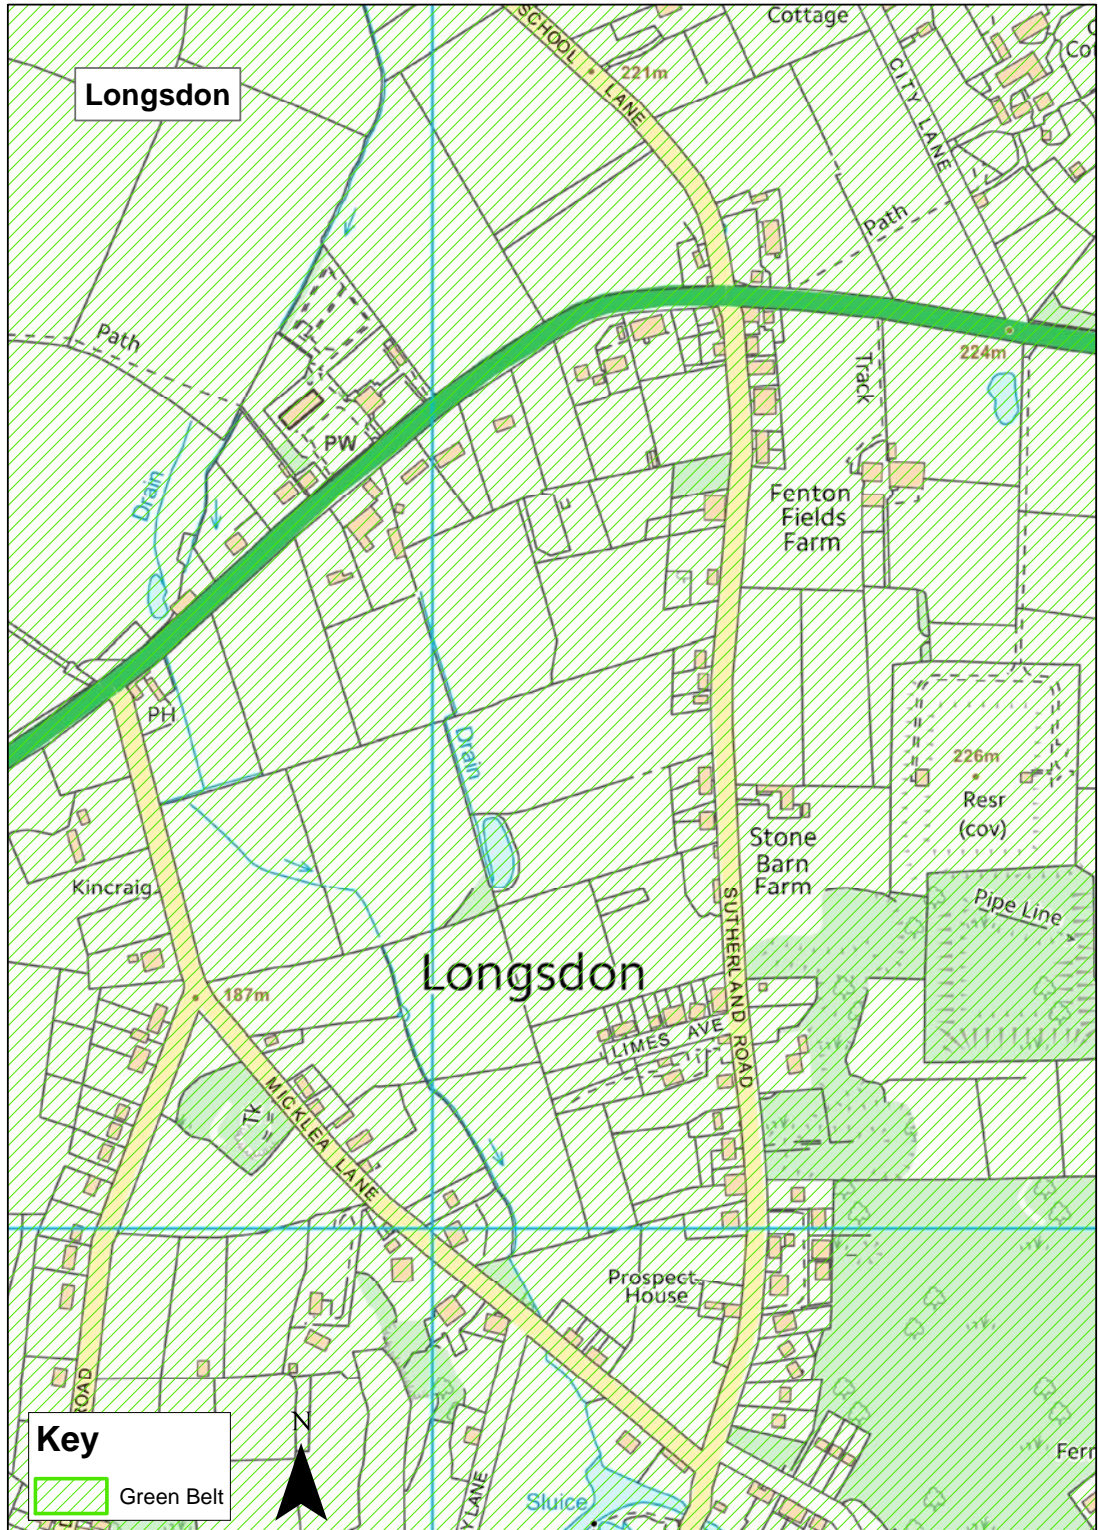 Longsdon
SCHOOL LANE
221m
Cottage
CITY LANE
Path
Path
224m
Track
PW
Drain
Fenton
Fields
Farm
PH
Drain
226m
Resr
(cov)
Stone
Barn
Farm
Kincraig
Pipe Line
SUTHERLAND ROAD
Longsdon
187m
LIMES AVE
MICKLEA LANE
Tk
Prospect
House
ROAD
N
Key
Green Belt
LANE
Sluice